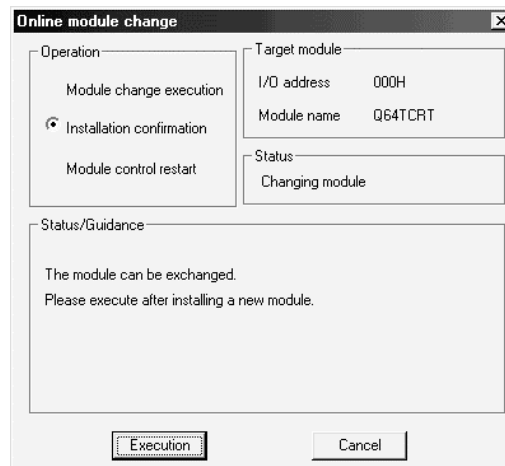 Online module change
Operation
Module change execution
Installation confirmation
Module control restart
Target module
I/O address 000H
Module name Q64TCRT
Status
Changing module
Status/Guidance
The module can be exchanged.
Please execute after installing a new module.
Execution Cancel